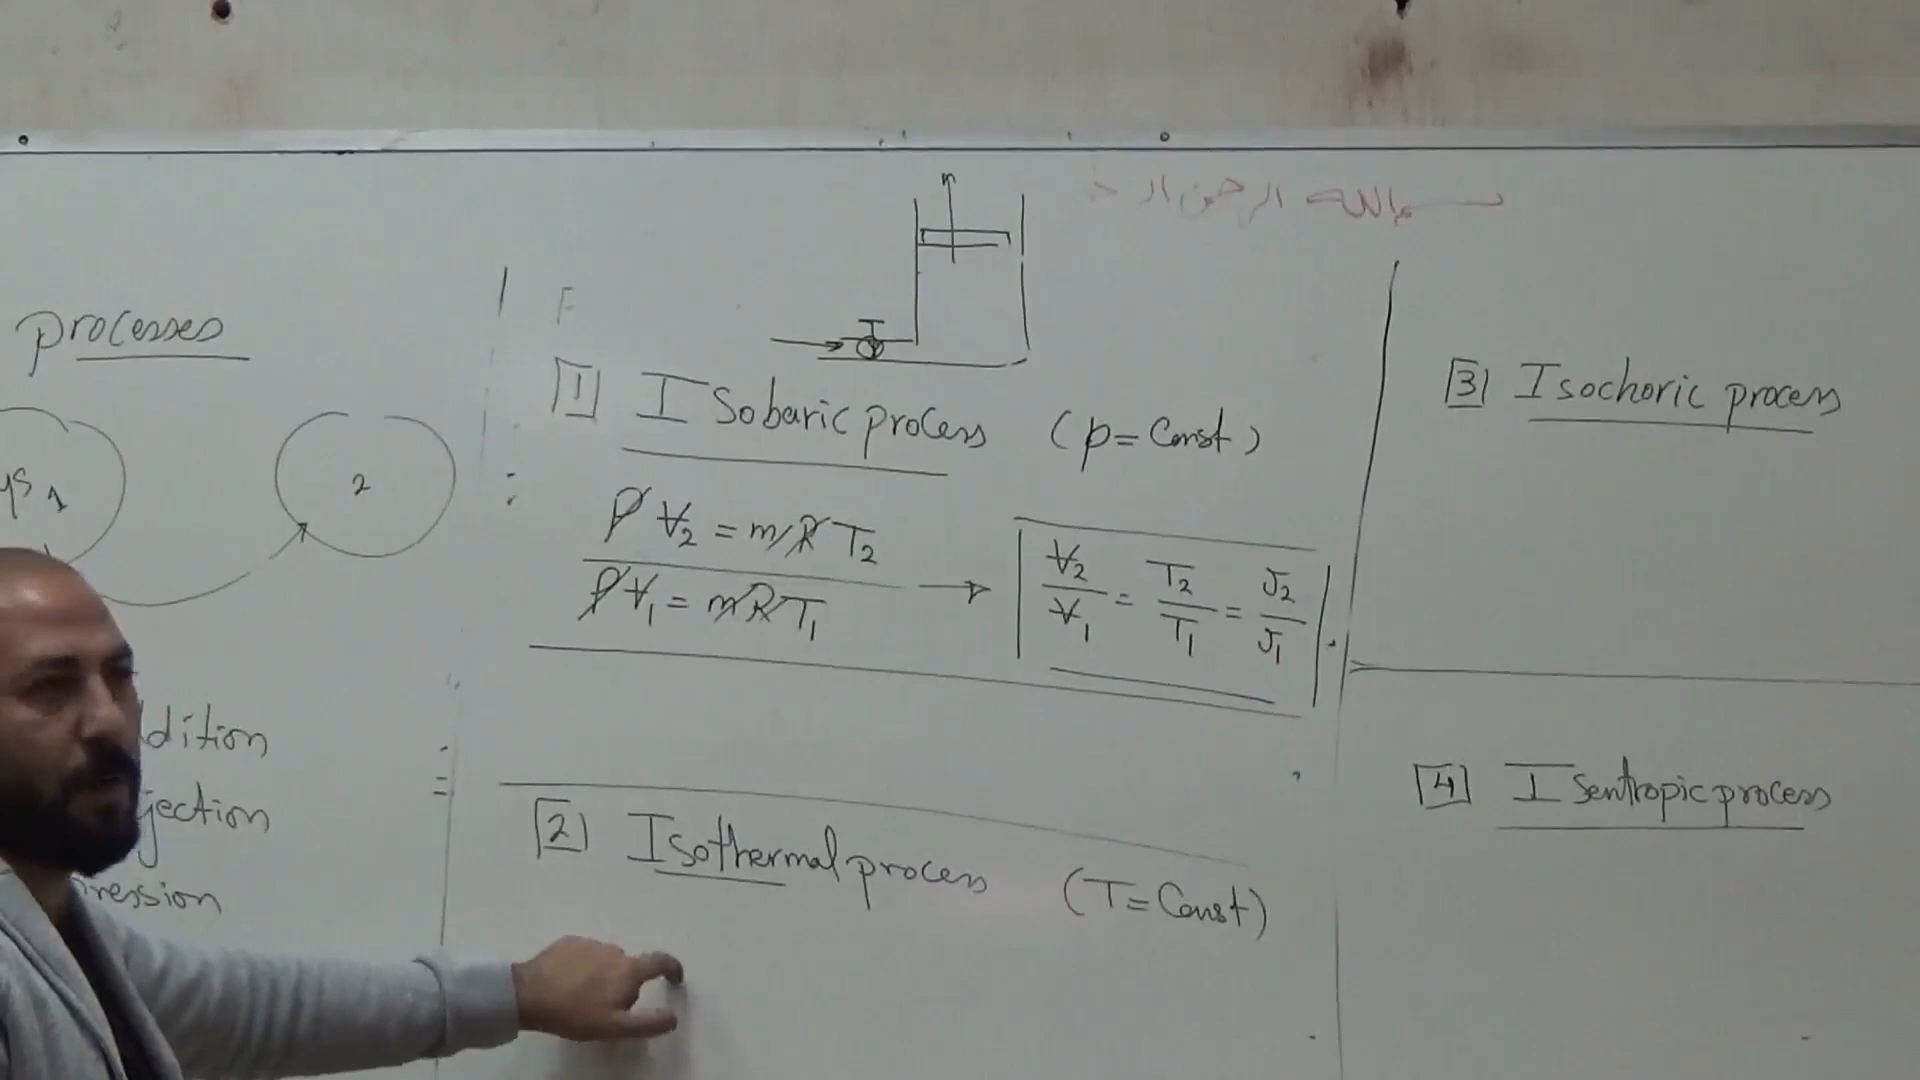 بسم الله الرحمن الر
processes
1
2
F
[1] Isobaric process (p = Const)
p V₂ = m R T₂
p V₁ = m R T₁
→ V₂/V₁ = T₂/T₁ = J₂/J₁
[2] Isothermal process (T = Const)
[3] Isochoric process
[4] Isentropic process
dition
jection
ression